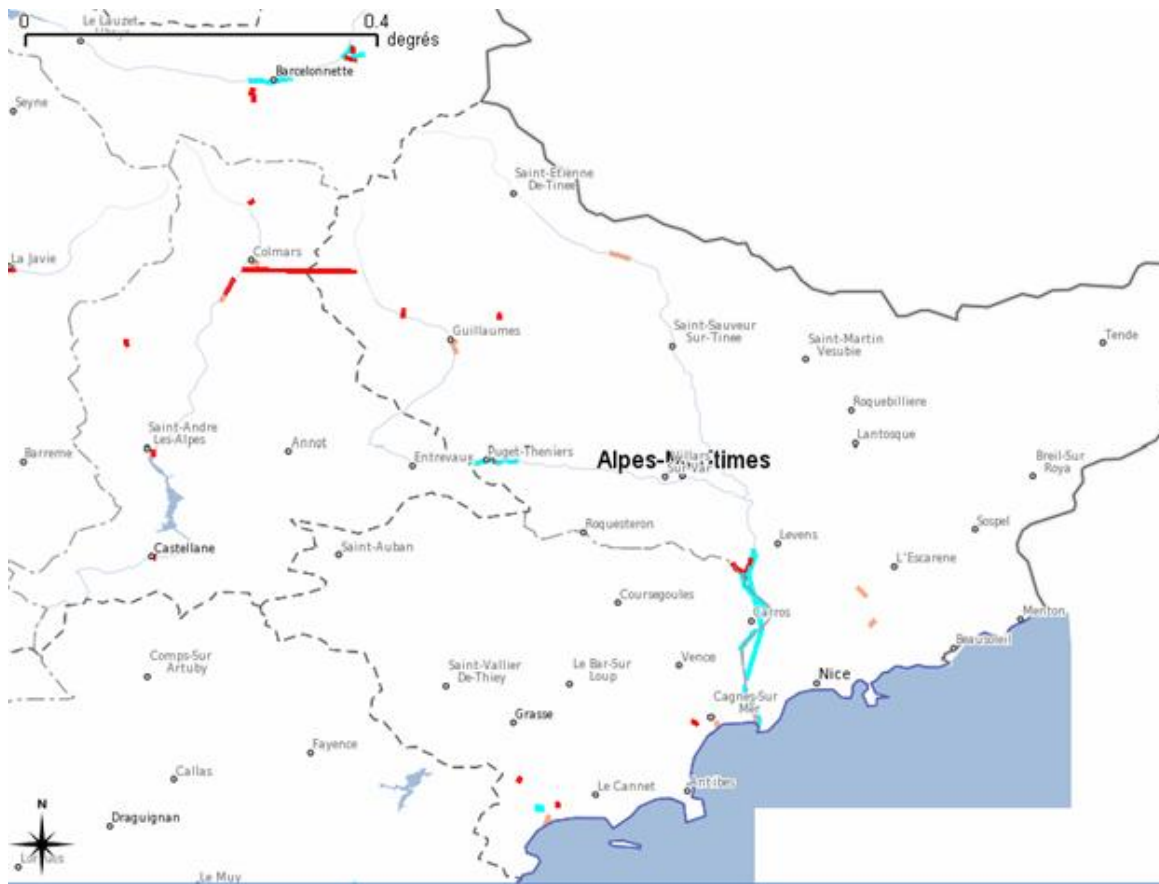 0
0.4
Le Lauzet
degrés
Barcelonnette
Seyne
Saint-Etienne
De-Tinee
Colmars
La Javie
Guillaumes
Saint-Sauveur
Sur-Tinee
Saint-Martin
Vesubie
Tende
Roquebilliere
Lantosque
Saint-Andre
Les-Alpes
Annot
Barreme
Entrevaux
Puget-Theniers
Alpes-Maritimes
Villars
Sur-Var
Breil-Sur
Roya
Sospel
Roquesteron
Levens
Castellane
Saint-Auban
L'Escarene
Coursegoules
Carros
Menton
Beausoleil
Comps-Sur
Artuby
Saint-Vallier
De-Thiey
Le Bar-Sur
Loup
Vence
Nice
Cagnes-Sur
Mer
Grasse
Fayence
Callas
Le Cannet
Antibes
N
Draguignan
Le Muy